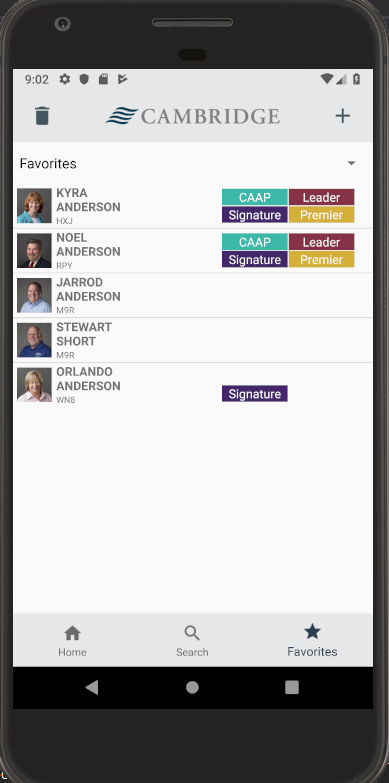 9:02
CAMBRIDGE
Favorites
KYRA
ANDERSON
HXJ
CAAP Leader
Signature Premier
NOEL
ANDERSON
RPY
CAAP Leader
Signature Premier
JARROD
ANDERSON
M9R
STEWART
SHORT
M9R
ORLANDO
ANDERSON
WN8
Signature
Home Search Favorites